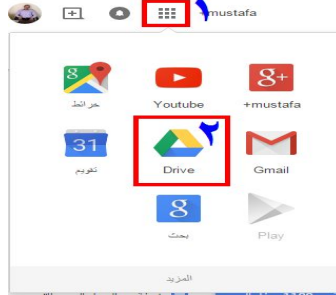 +mustafa ١
خرائط Youtube +mustafa
٢
31
تقويم Drive Gmail
بحث Play
المزيد